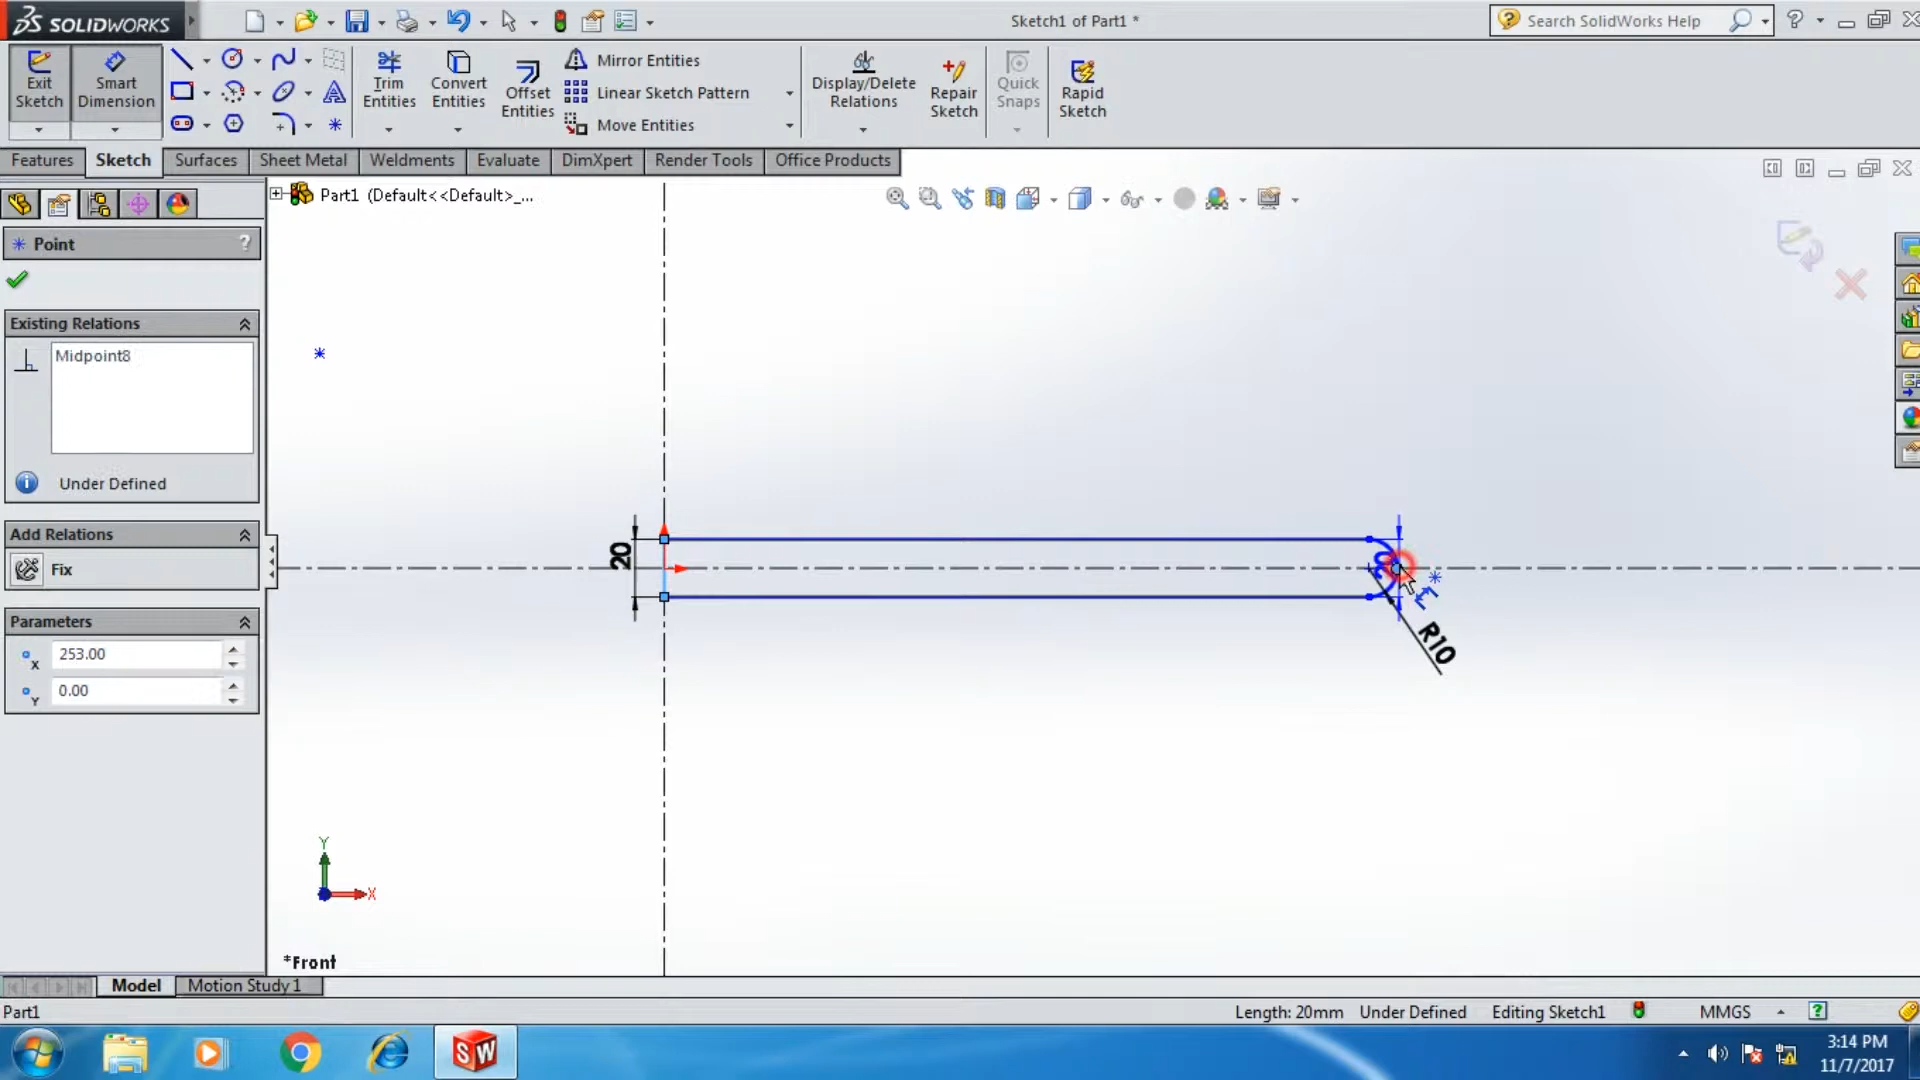 SOLIDWORKS
Sketch1 of Part1 *
Search SolidWorks Help
Exit Sketch
Smart Dimension
Trim Entities
Convert Entities
Offset Entities
Mirror Entities
Linear Sketch Pattern
Move Entities
Display/Delete Relations
Repair Sketch
Quick Snaps
Rapid Sketch
Features
Sketch
Surfaces
Sheet Metal
Weldments
Evaluate
DimXpert
Render Tools
Office Products
Part1 (Default<<Default>_...
Point
?
Existing Relations
Midpoint8
Under Defined
Add Relations
Fix
Parameters
X 253.00
Y 0.00
20
R10
Y
X
*Front
Model
Motion Study 1
Part1
Length: 20mm
Under Defined
Editing Sketch1
MMGS
?
SW
3:14 PM
11/7/2017